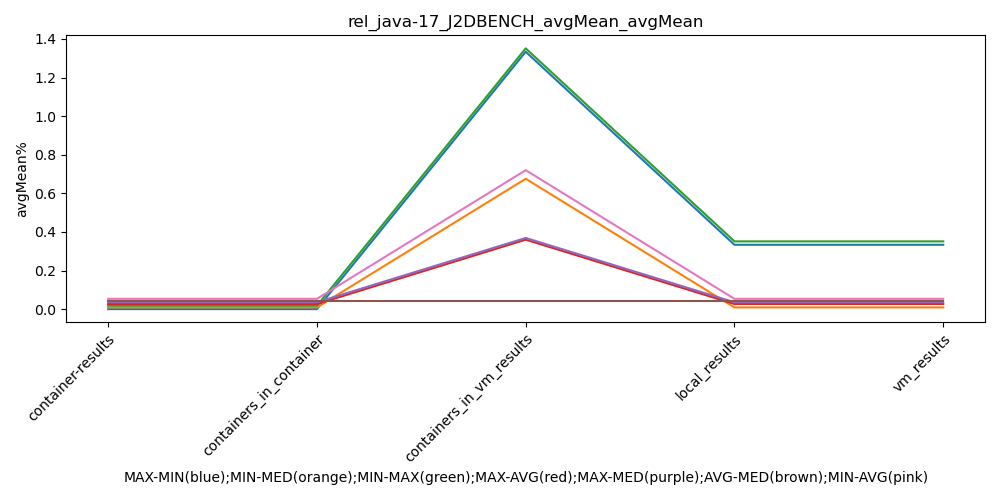 rel_java-17_J2DBENCH_avgMean_avgMean
avgMean%
1.4
1.2
1.0
0.8
0.6
0.4
0.2
0.0
container-results
containers_in_container
containers_in_vm_results
local_results
vm_results
MAX-MIN(blue);MIN-MED(orange);MIN-MAX(green);MAX-AVG(red);MAX-MED(purple);AVG-MED(brown);MIN-AVG(pink)